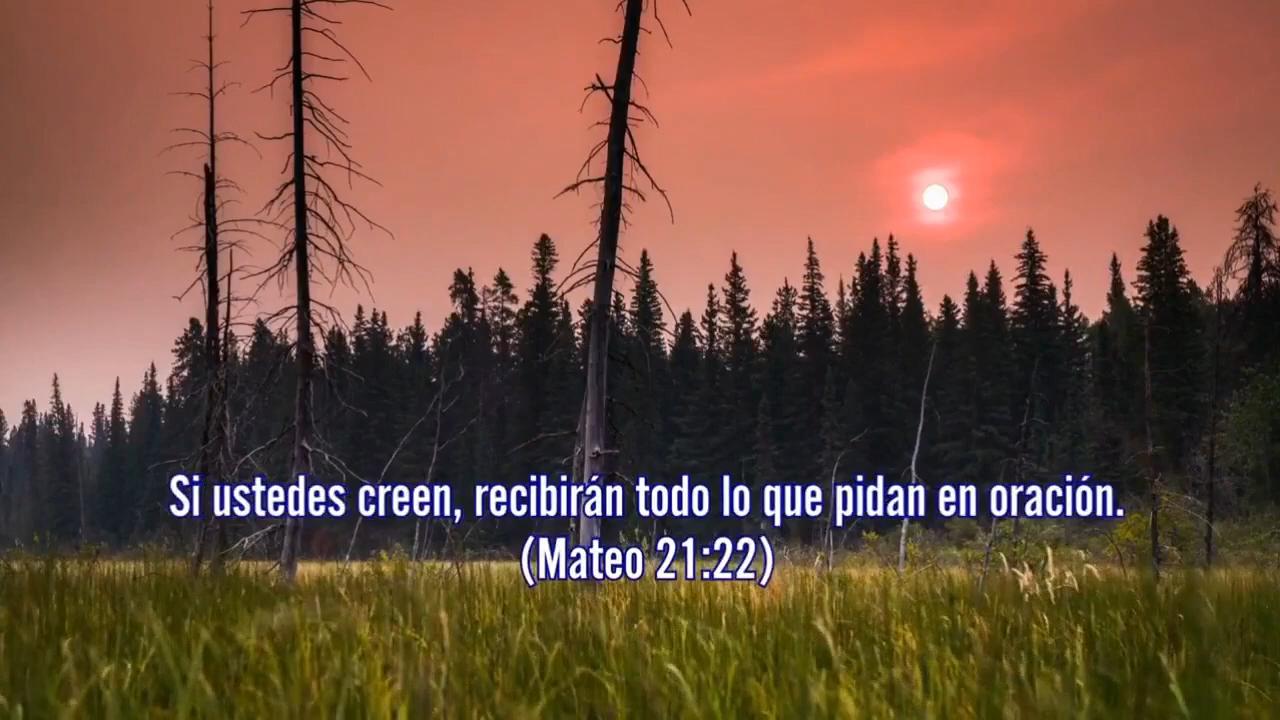 Si ustedes creen, recibirán todo lo que pidan en oración.
(Mateo 21:22)